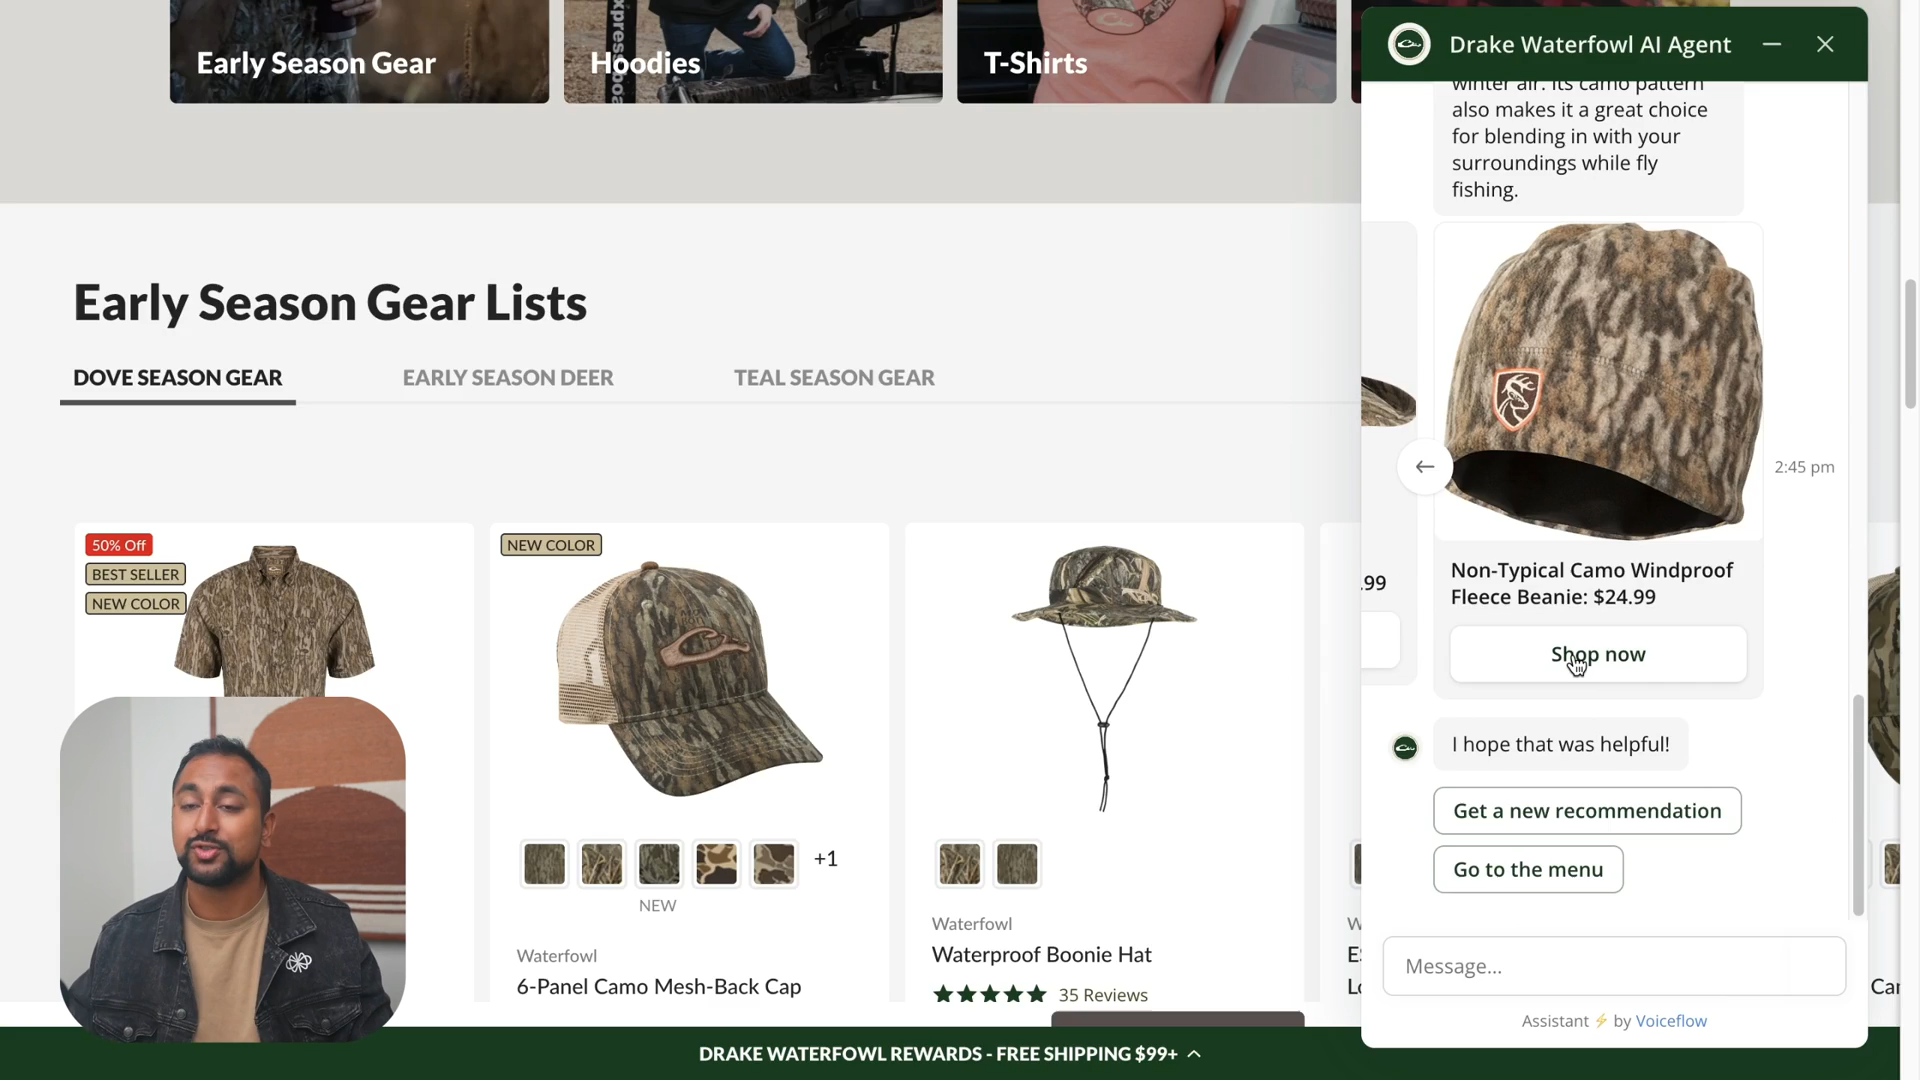 Early Season Gear
Hoodies
T-Shirts
Drake Waterfowl AI Agent
winter air. Its camo pattern
also makes it a great choice
for blending in with your
surroundings while fly
fishing.
Early Season Gear Lists
DOVE SEASON GEAR
EARLY SEASON DEER
TEAL SEASON GEAR
50% Off
BEST SELLER
NEW COLOR
NEW COLOR
+1
NEW
Waterfowl
6-Panel Camo Mesh-Back Cap
Waterfowl
Waterproof Boonie Hat
35 Reviews
.99
2:45 pm
Non-Typical Camo Windproof
Fleece Beanie: $24.99
Shop now
I hope that was helpful!
Get a new recommendation
Go to the menu
Message...
Assistant ⚡ by Voiceflow
DRAKE WATERFOWL REWARDS - FREE SHIPPING $99+